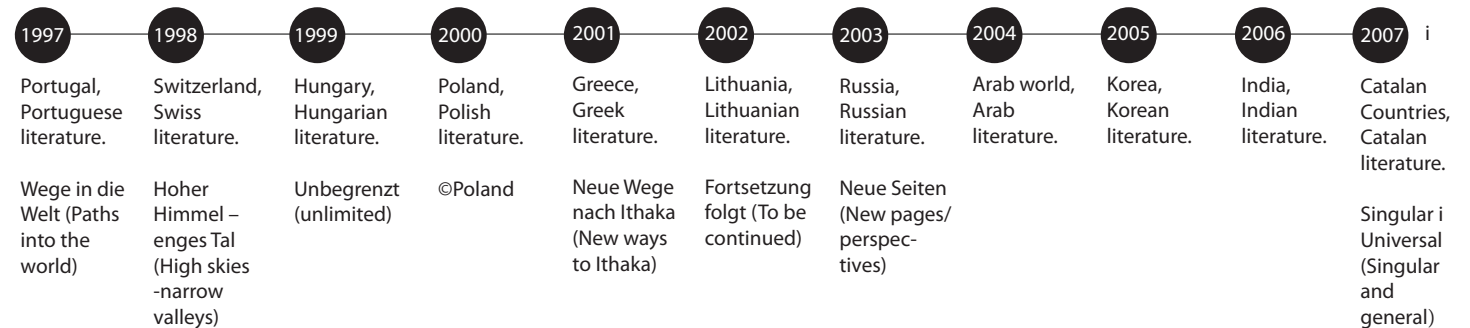 1997
Portugal,
Portuguese
literature.
Wege in die
Welt (Paths
into the
world)
1998
Switzerland,
Swiss
literature.
Hoher
Himmel –
enges Tal
(High skies
-narrow
valleys)
1999
Hungary,
Hungarian
literature.
Unbegrenzt
(unlimited)
2000
Poland,
Polish
literature.
©Poland
2001
Greece,
Greek
literature.
Neue Wege
nach Ithaka
(New ways
to Ithaka)
2002
Lithuania,
Lithuanian
literature.
Fortsetzung
folgt (To be
continued)
2003
Russia,
Russian
literature.
Neue Seiten
(New pages/
perspec-
tives)
2004
Arab world,
Arab
literature.
2005
Korea,
Korean
literature.
2006
India,
Indian
literature.
2007 i
Catalan
Countries,
Catalan
literature.
Singular i
Universal
(Singular
and
general)